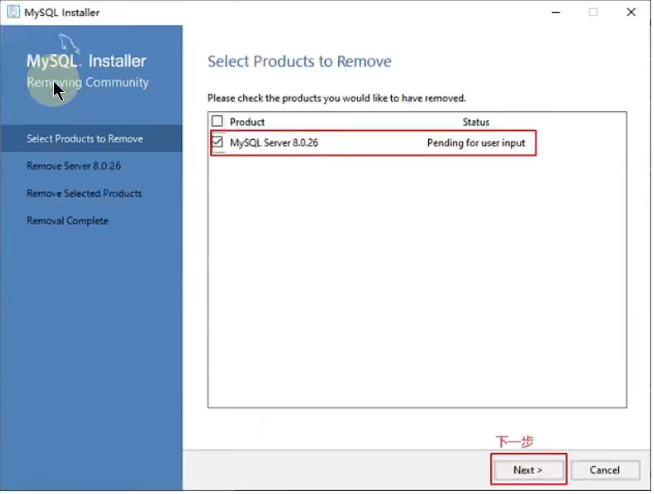 MySQL Installer
MySQL. Installer
Removing Community
Select Products to Remove
Remove Server 8.0.26
Remove Selected Products
Removal Complete
Select Products to Remove
Please check the products you would like to have removed.
Product Status
MySQL Server 8.0.26 Pending for user input
下一步
Next > Cancel